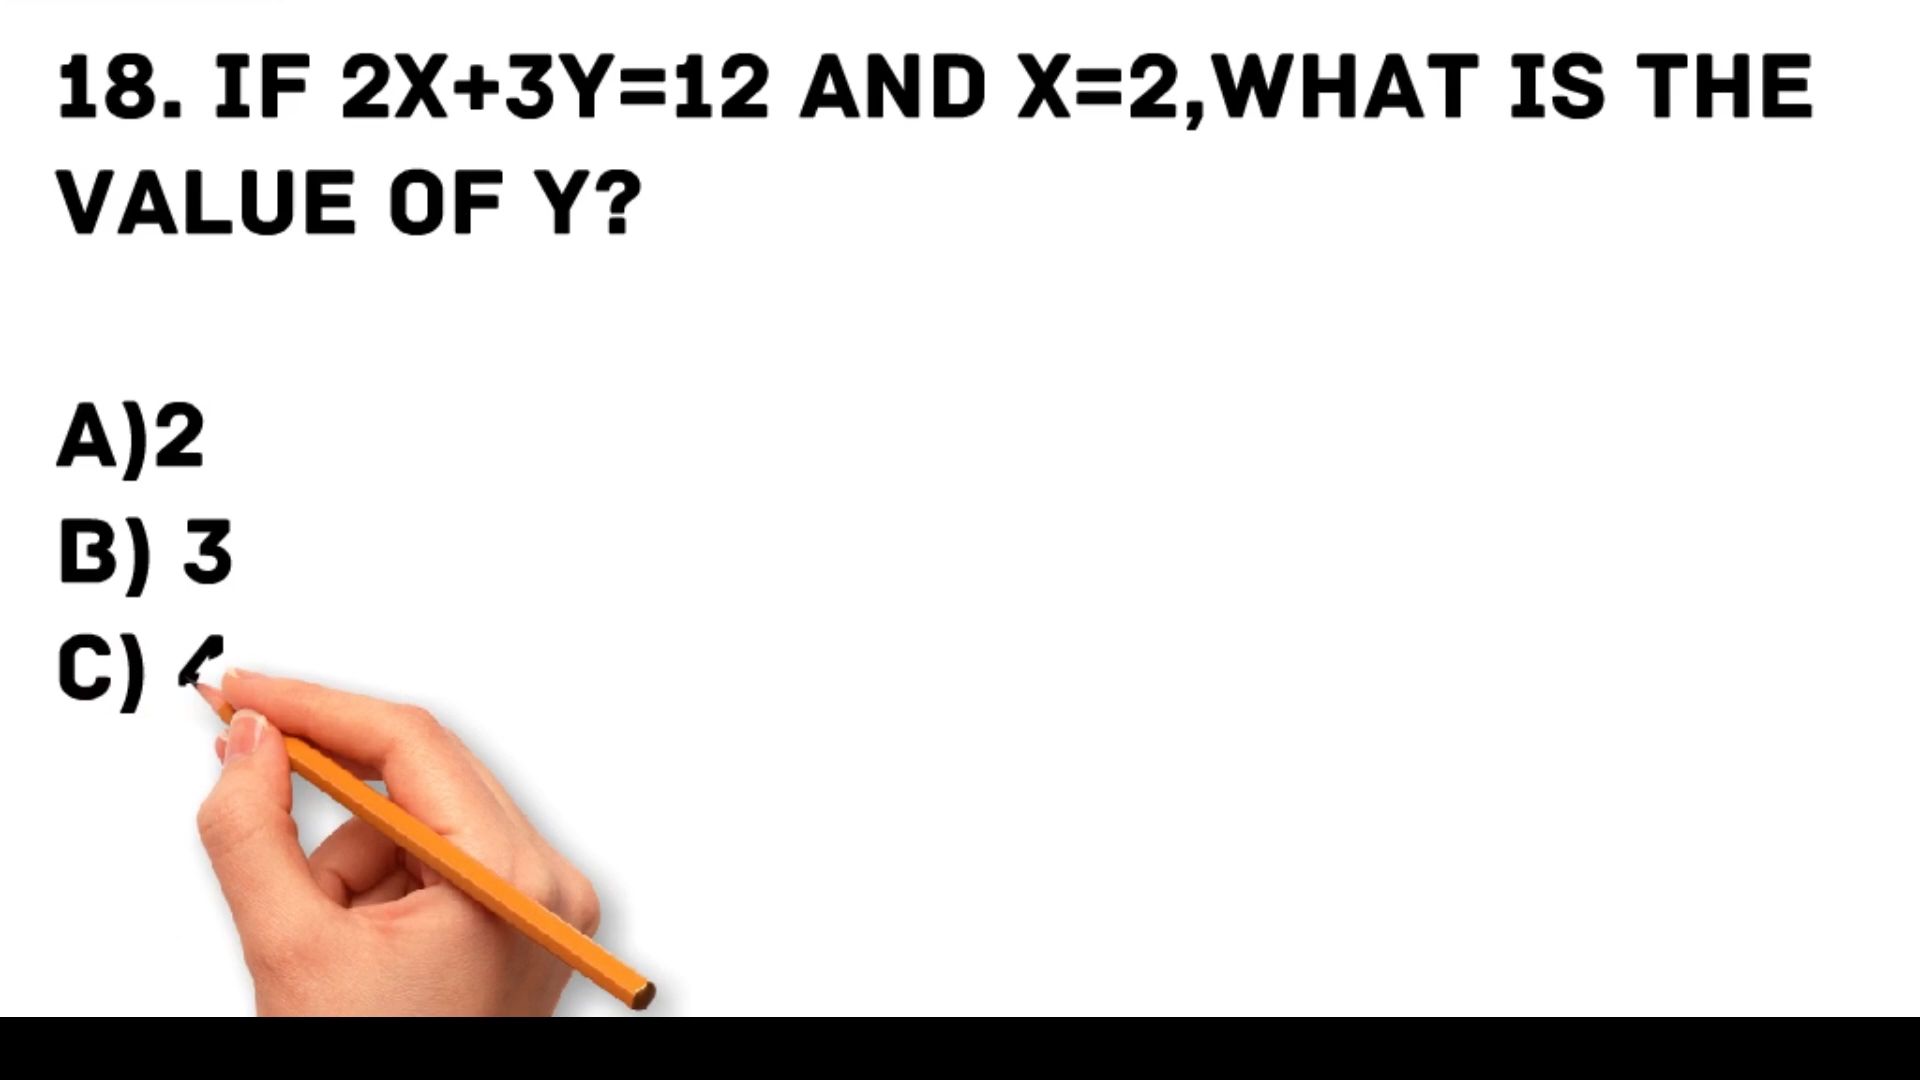 18. IF 2X+3Y=12 AND X=2,WHAT IS THE
VALUE OF Y?
A)2
B) 3
C)